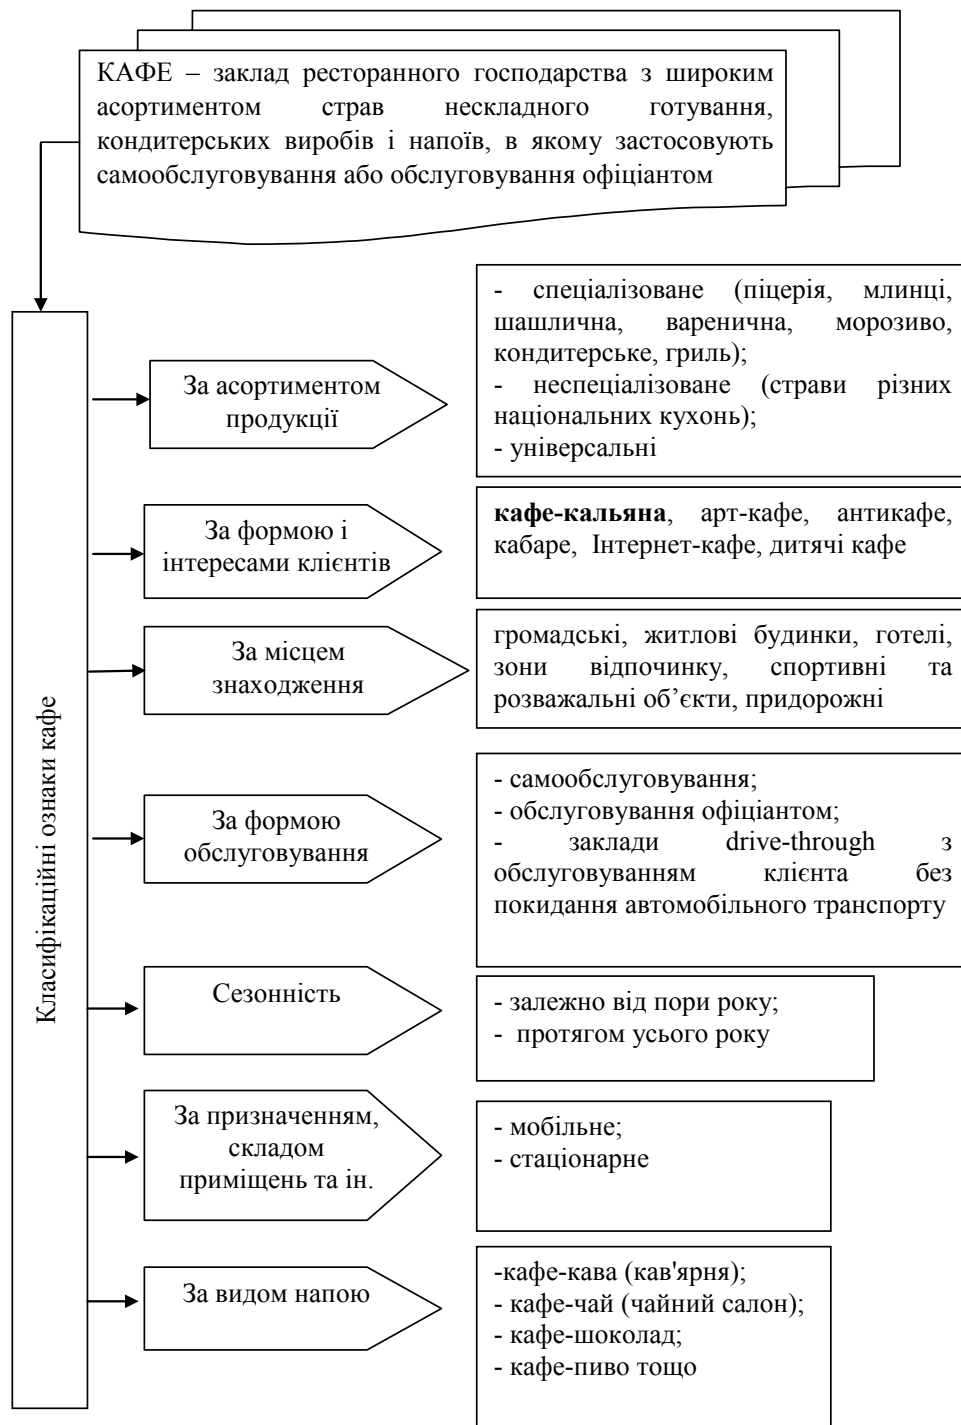 КАФЕ – заклад ресторанного господарства з широким
асортиментом страв нескладного готування,
кондитерських виробів і напоїв, в якому застосовують
самообслуговування або обслуговування офіціантом
Класифікаційні ознаки кафе
За асортиментом
продукції
- спеціалізоване (піцерія, млинці,
шашлична, варенична, морозиво,
кондитерське, гриль);
- неспеціалізоване (страви різних
національних кухонь);
- універсальні
За формою і
інтересами клієнтів
кафе-кальяна, арт-кафе, антикафе,
кабаре, Інтернет-кафе, дитячі кафе
За місцем
знаходження
громадські, житлові будинки, готелі,
зони відпочинку, спортивні та
розважальні об’єкти, придорожні
За формою
обслуговування
- самообслуговування;
- обслуговування офіціантом;
- заклади drive-through з
обслуговуванням клієнта без
покидання автомобільного транспорту
Сезонність
- залежно від пори року;
- протягом усього року
За призначенням,
складом
приміщень та ін.
- мобільне;
- стаціонарне
За видом напою
-кафе-кава (кав'ярня);
- кафе-чай (чайний салон);
- кафе-шоколад;
- кафе-пиво тощо